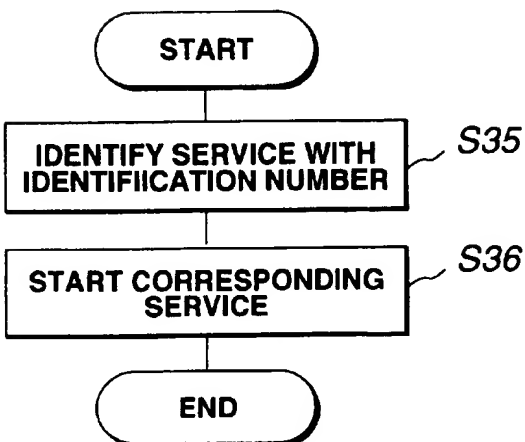 START
IDENTIFY SERVICE WITH
IDENTIFIICATION NUMBER
S35
START CORRESPONDING
SERVICE
S36
END